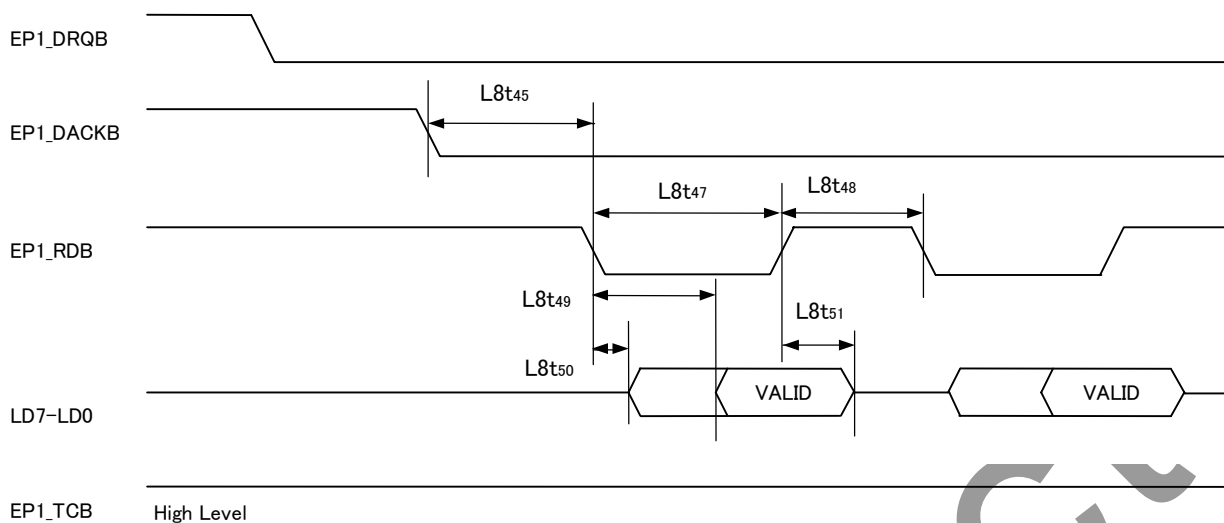 EP1_DRQB
L8t45
EP1_DACKB
L8t47
L8t48
EP1_RDB
L8t49
L8t51
L8t50
VALID
VALID
LD7-LD0
EP1_TCB
High Level